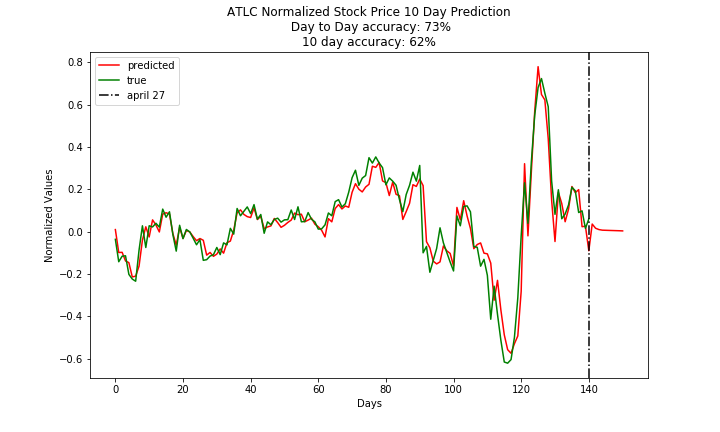 ATLC Normalized Stock Price 10 Day Prediction
Day to Day accuracy: 73%
10 day accuracy: 62%
predicted
true
april 27
Normalized Values
0.8
0.6
0.4
0.2
0.0
−0.2
−0.4
−0.6
0 20 40 60 80 100 120 140
Days